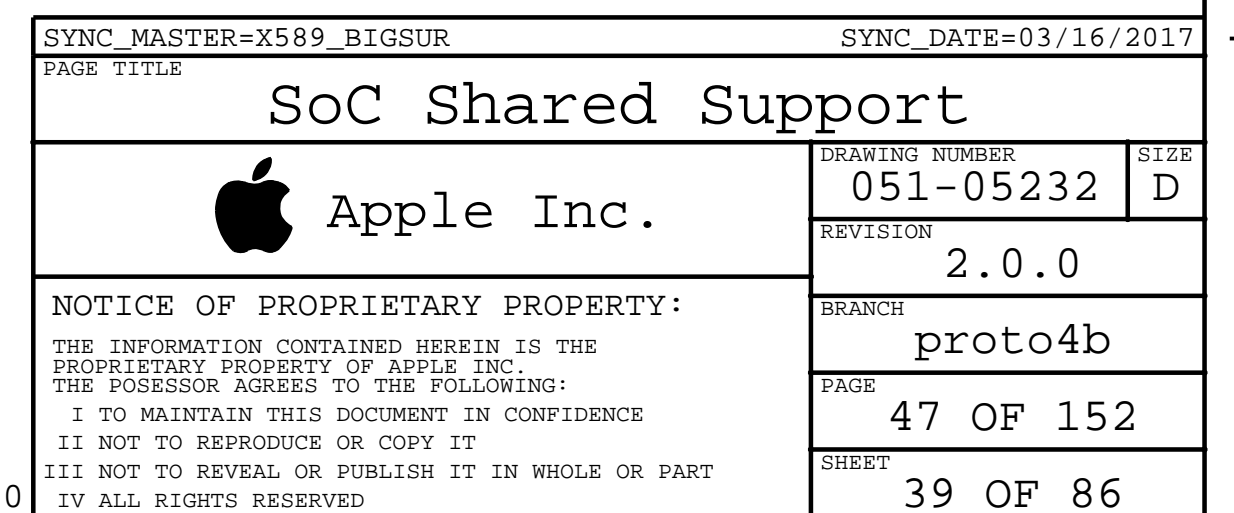 SYNC_MASTER=X589_BIGSUR SYNC_DATE=03/16/2017
PAGE TITLE
SoC Shared Support
Apple Inc.
DRAWING NUMBER
051-05232
SIZE
D
REVISION
2.0.0
BRANCH
proto4b
PAGE
47 OF 152
SHEET
39 OF 86
NOTICE OF PROPRIETARY PROPERTY:
THE INFORMATION CONTAINED HEREIN IS THE
PROPRIETARY PROPERTY OF APPLE INC.
THE POSESSOR AGREES TO THE FOLLOWING:
I TO MAINTAIN THIS DOCUMENT IN CONFIDENCE
II NOT TO REPRODUCE OR COPY IT
III NOT TO REVEAL OR PUBLISH IT IN WHOLE OR PART
IV ALL RIGHTS RESERVED
0